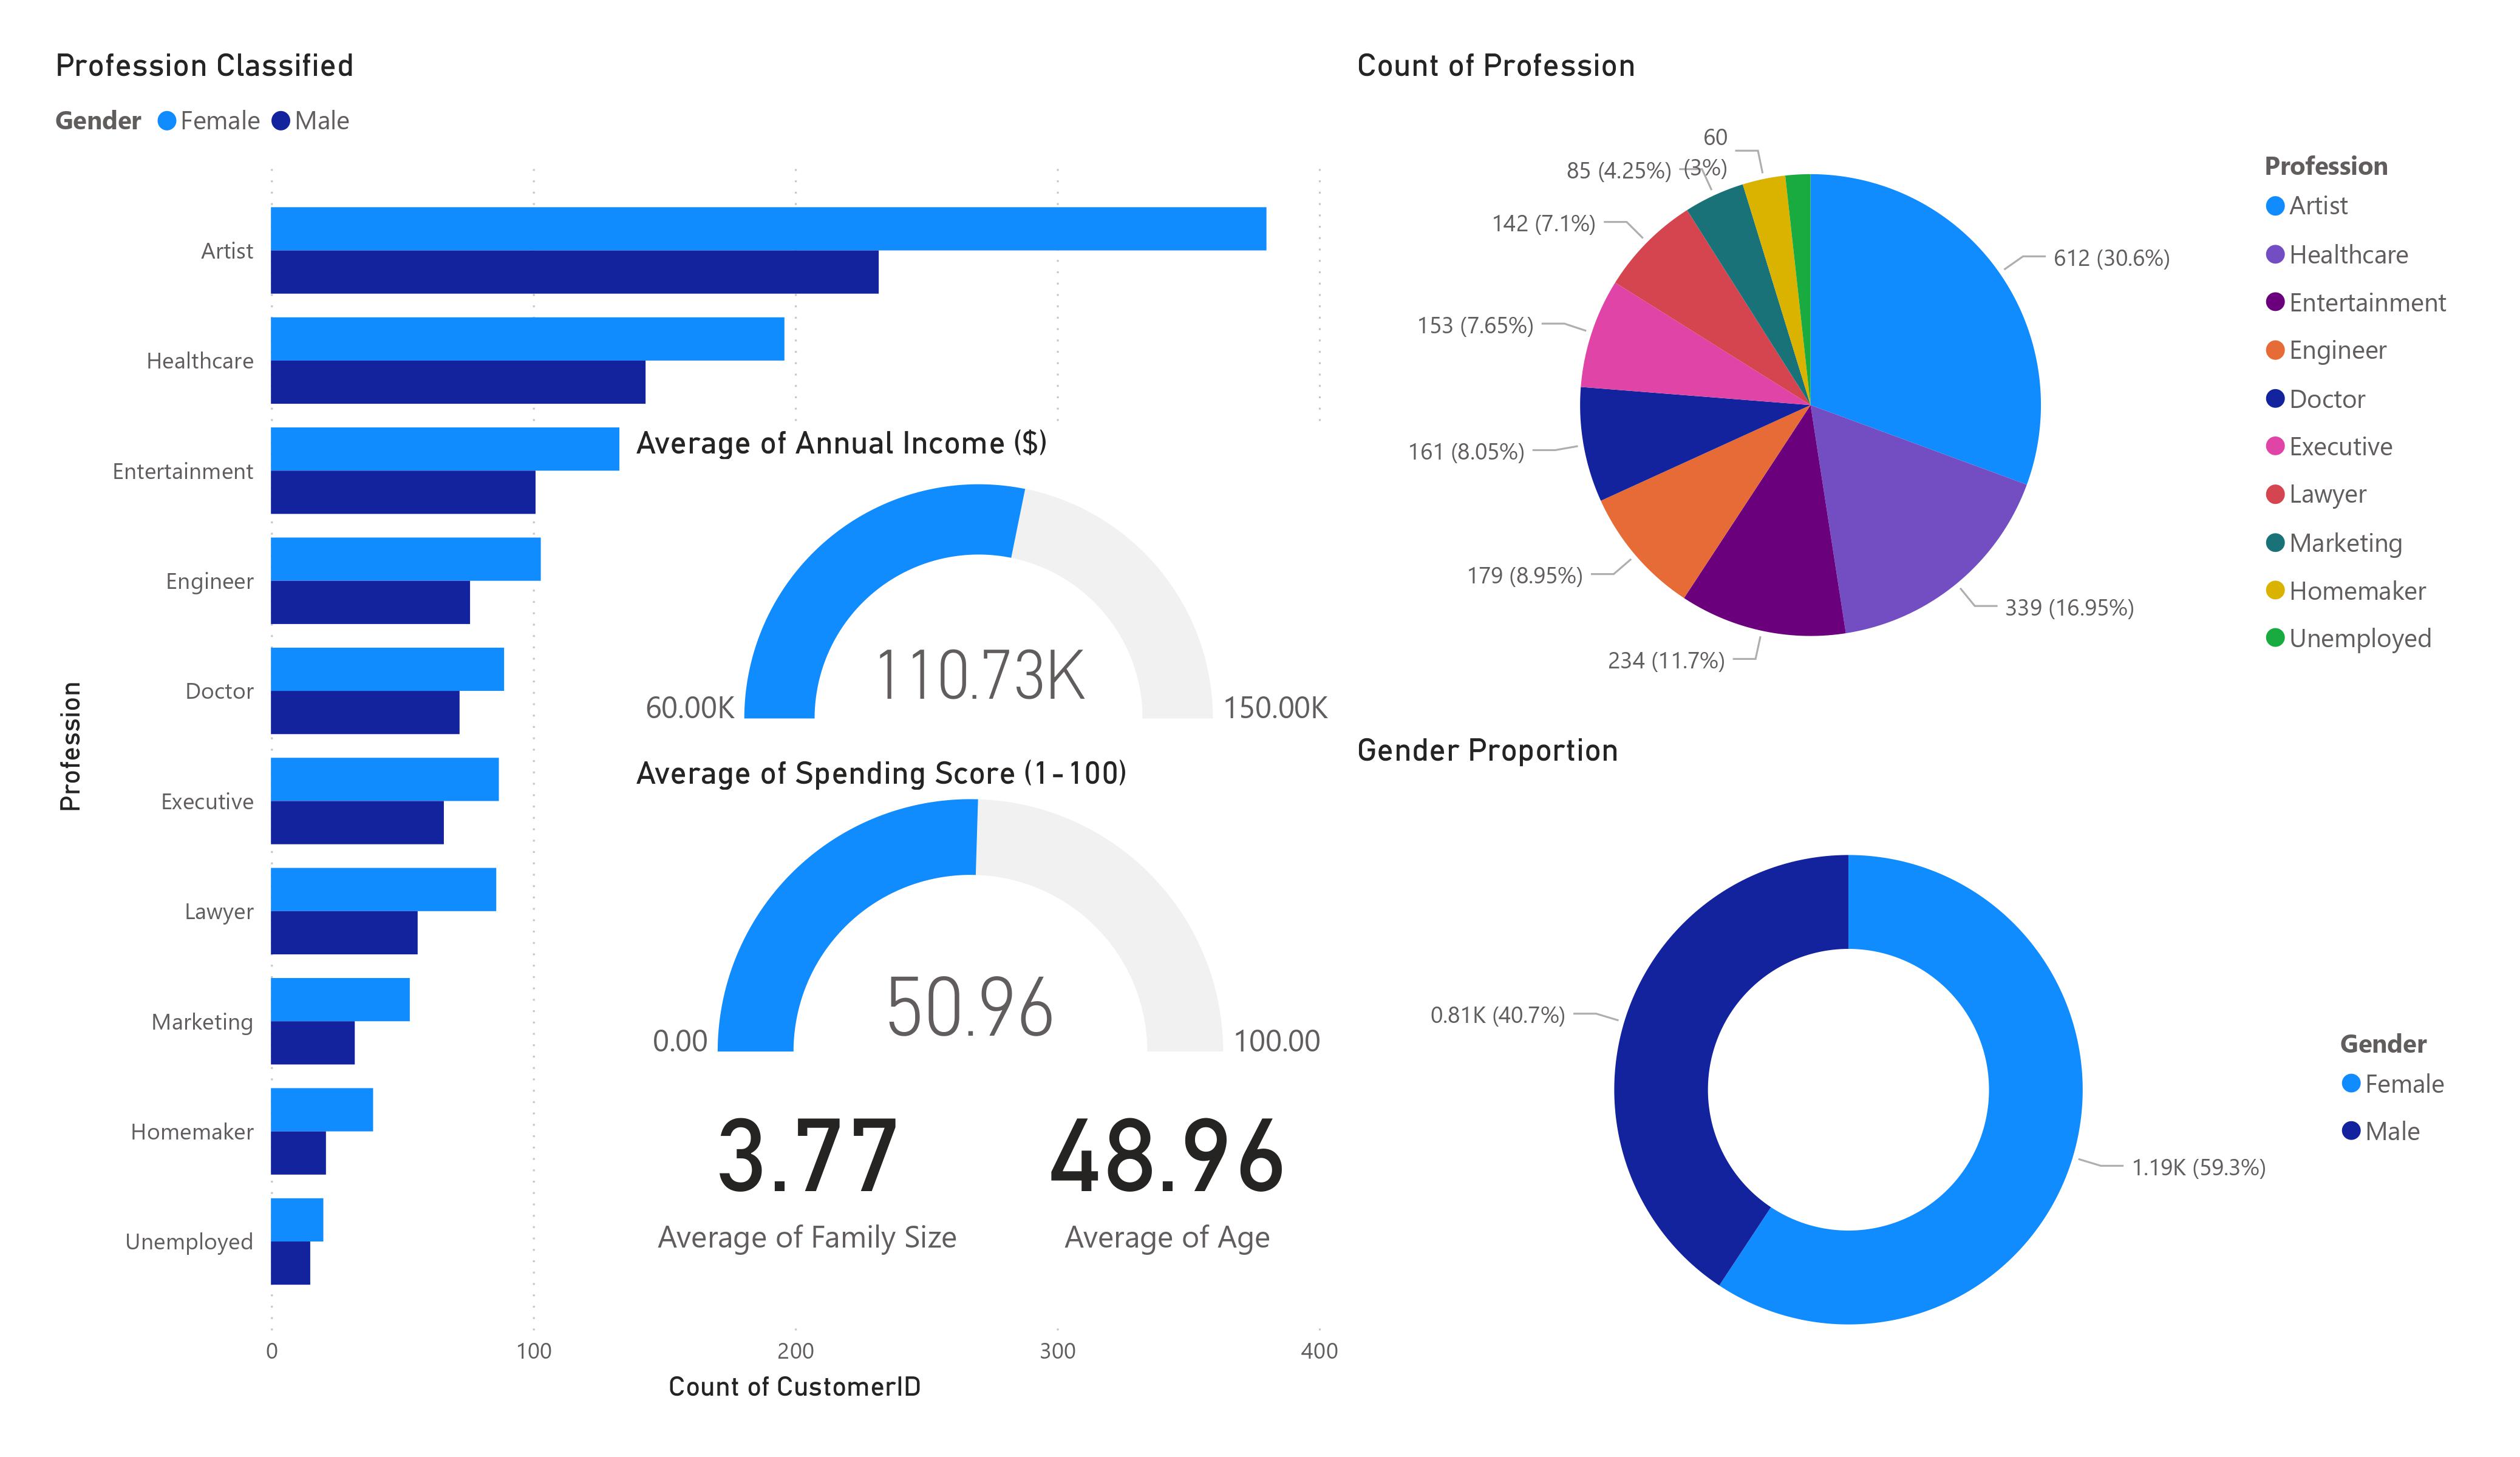 Profession Classified
Gender Female Male
Artist
Healthcare
Entertainment
Engineer
Doctor
Executive
Lawyer
Marketing
Homemaker
Unemployed
Profession
0 100 200 300 400
Count of CustomerID
Average of Annual Income ($)
110.73K
60.00K 150.00K
Average of Spending Score (1-100)
50.96
0.00 100.00
3.77
Average of Family Size
48.96
Average of Age
Count of Profession
60
(3%)
85 (4.25%)
142 (7.1%)
153 (7.65%)
161 (8.05%)
179 (8.95%)
234 (11.7%)
339 (16.95%)
612 (30.6%)
Profession
Artist
Healthcare
Entertainment
Engineer
Doctor
Executive
Lawyer
Marketing
Homemaker
Unemployed
Gender Proportion
0.81K (40.7%)
1.19K (59.3%)
Gender
Female
Male